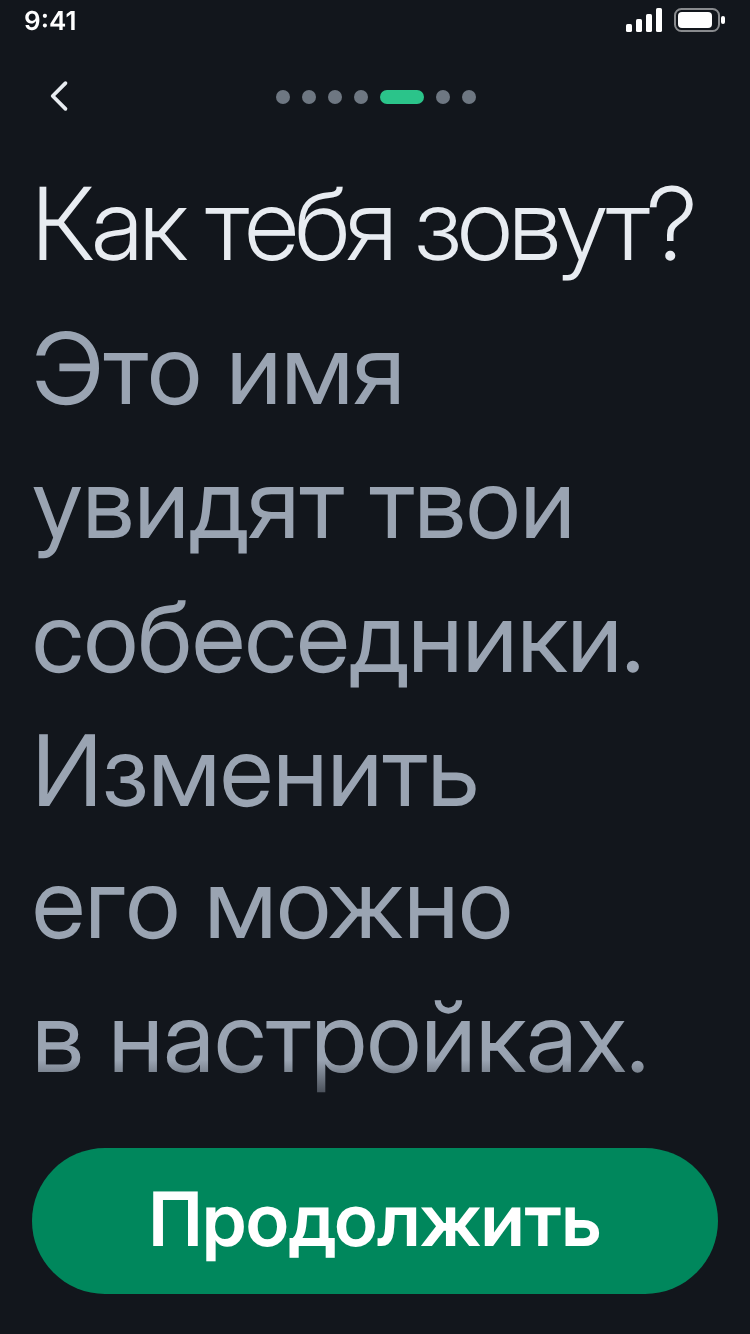 9:41
Как тебя зовут?
Это имя
увидят твои
собеседники.
Изменить
его можно
в настройках.
Продолжить